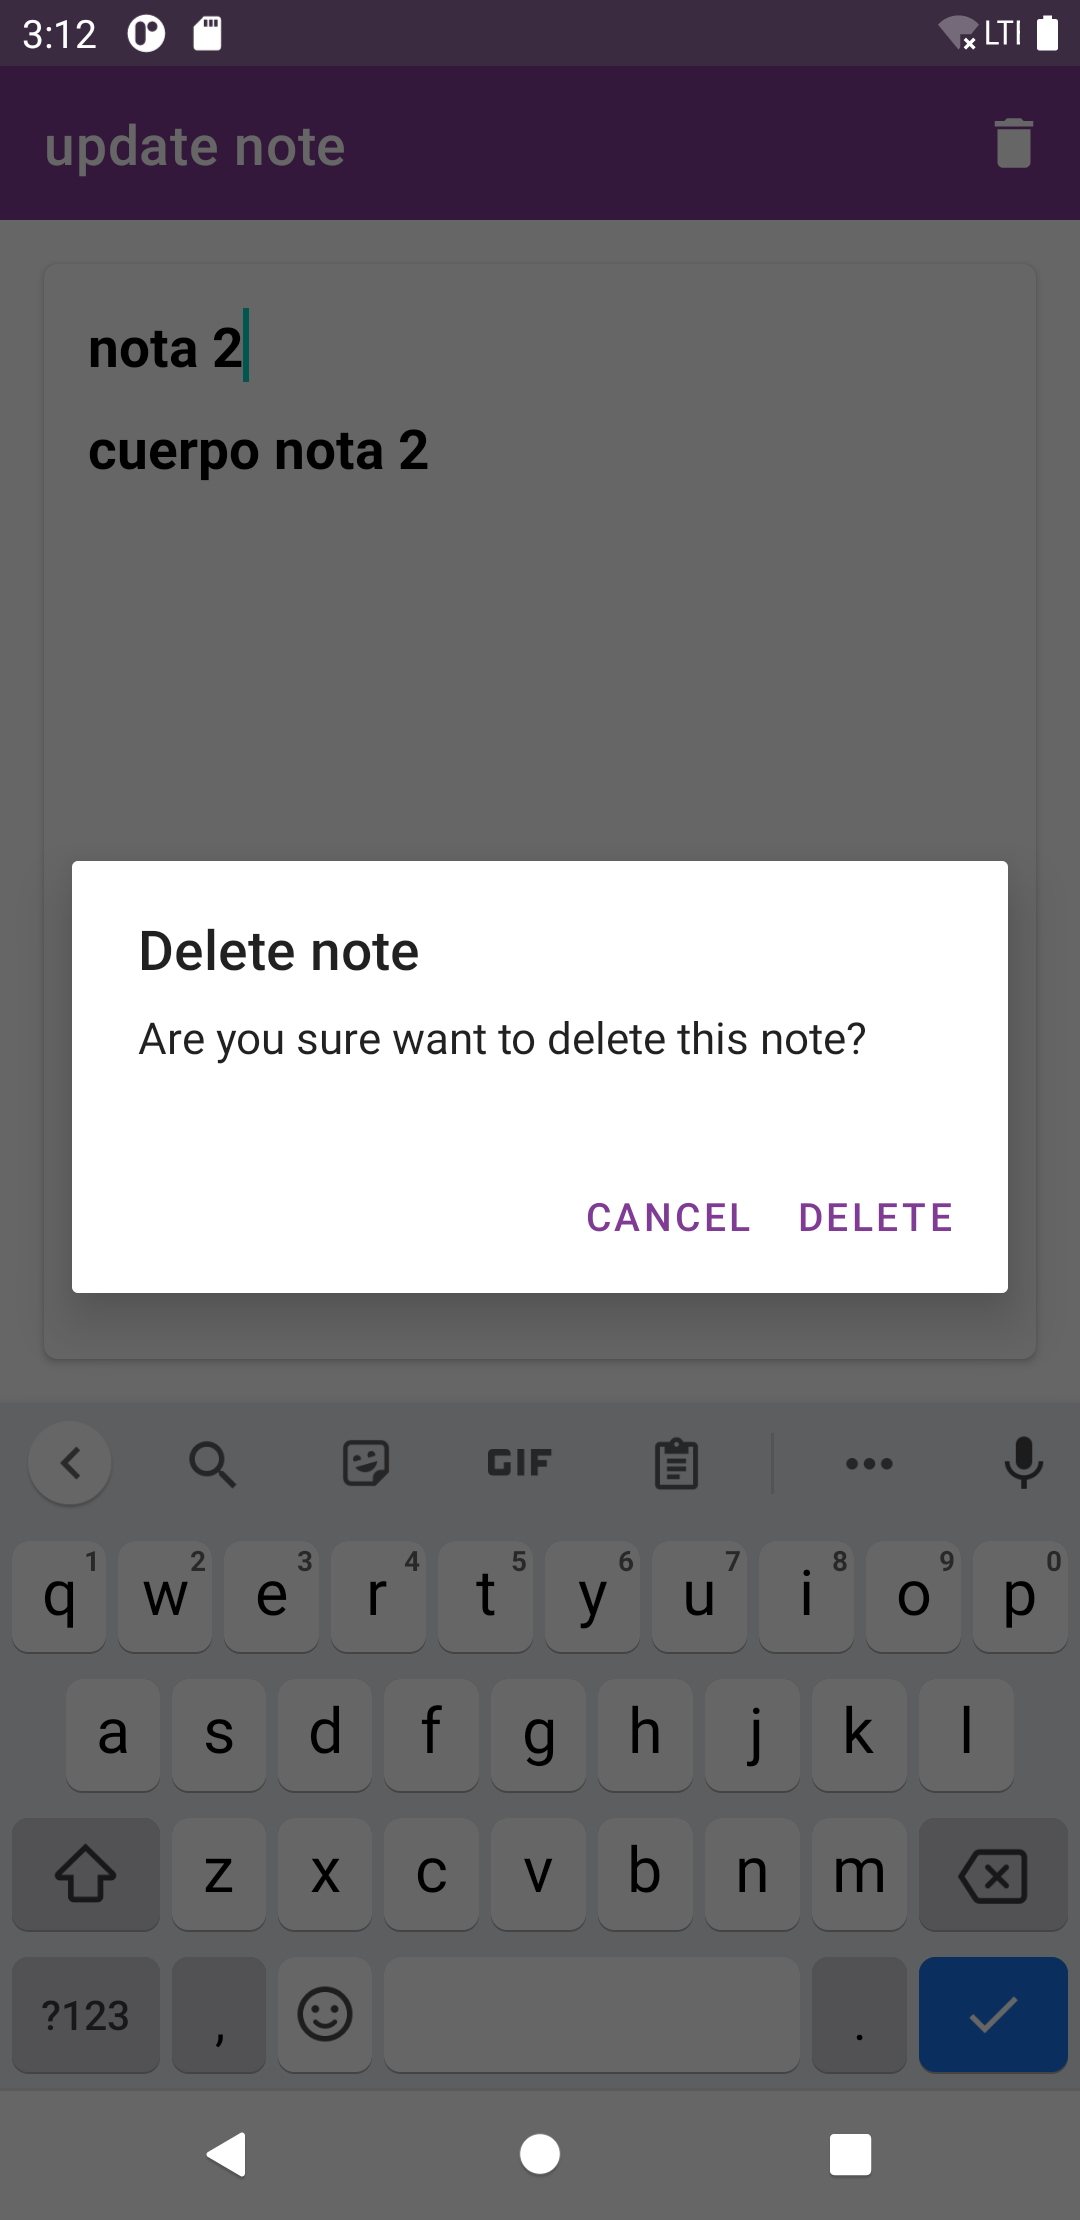 3:12 LTI
update note
nota 2
cuerpo nota 2
Delete note
Are you sure want to delete this note?
CANCEL DELETE
GIF
q 1 w 2 e 3 r 4 t 5 y 6 u 7 i 8 o 9 p 0
a s d f g h j k l
z x c v b n m
?123 , .